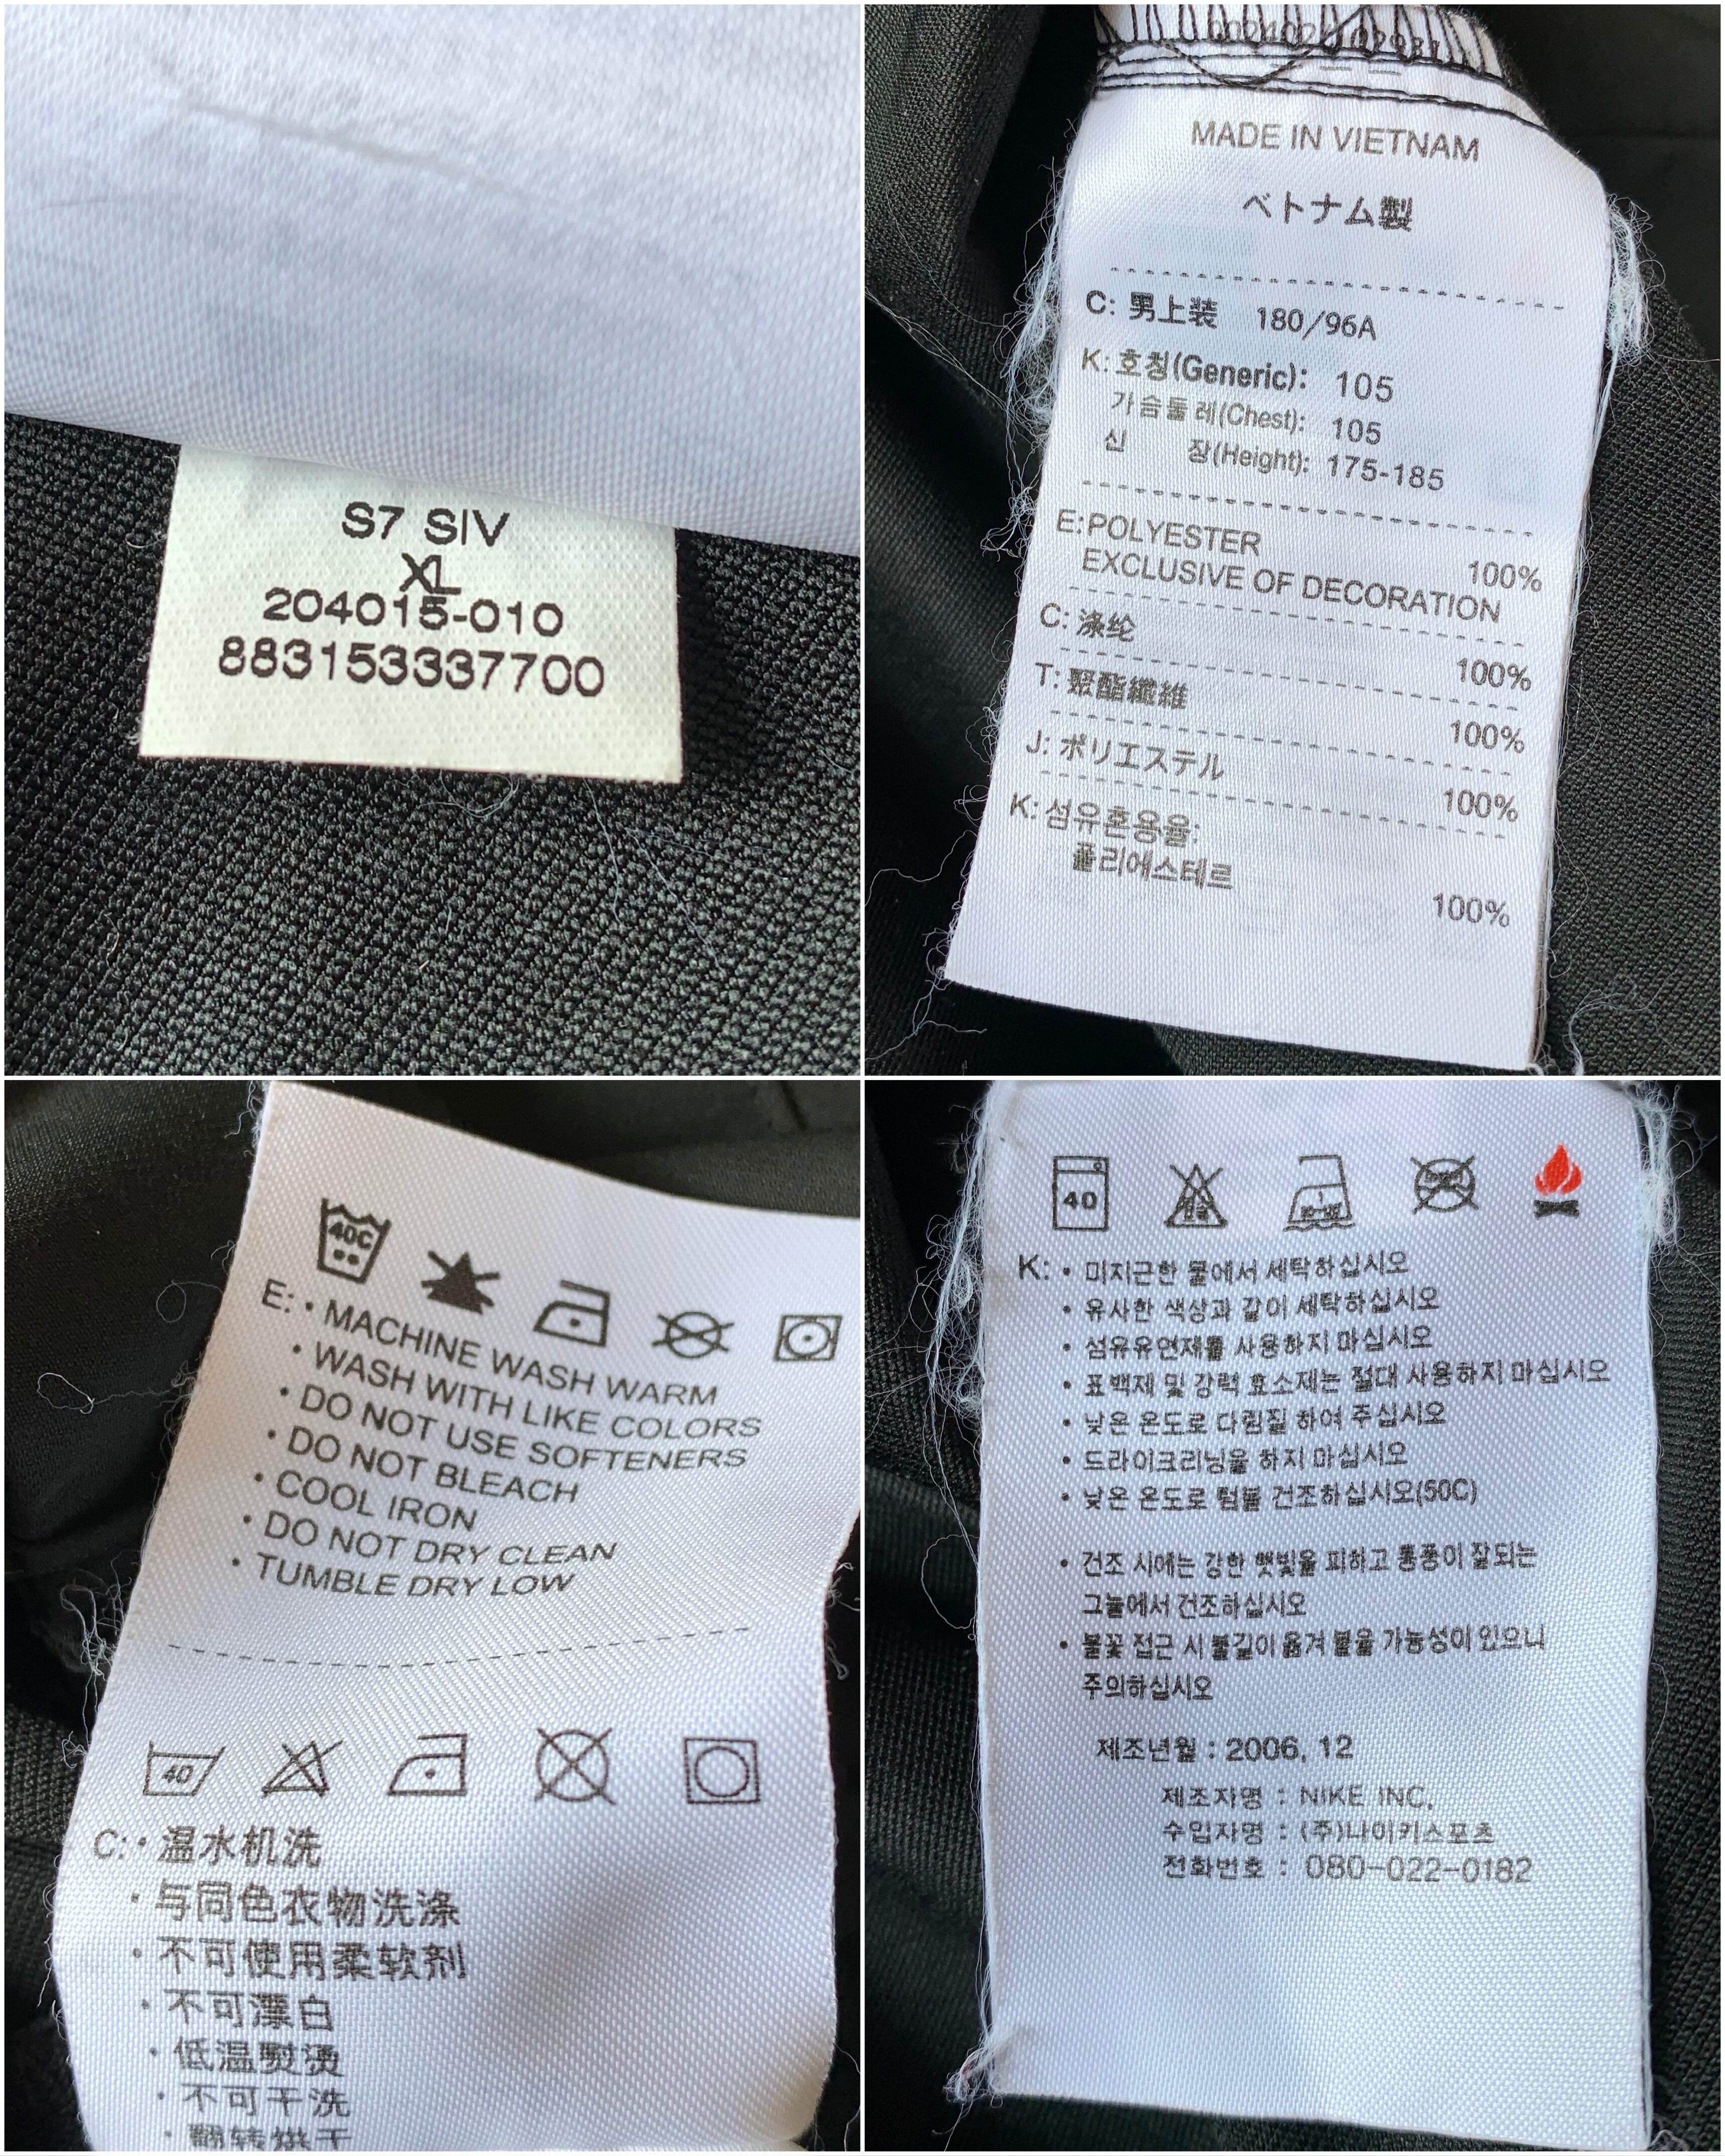 S7 SIV
XL
204015-010
883153337700
MADE IN VIETNAM
ベトナム製
C: 男上装 180/96A
K: 호칭(Generic): 105
가슴둘레(Chest): 105
신 장(Height): 175-185
E: POLYESTER 100%
EXCLUSIVE OF DECORATION
C: 涤纶 100%
T: 聚酯纖維 100%
J: ポリエステル 100%
K: 섬유혼용율:
폴리에스테르 100%
40C
E: • MACHINE WASH WARM
• WASH WITH LIKE COLORS
• DO NOT USE SOFTENERS
• DO NOT BLEACH
• COOL IRON
• DO NOT DRY CLEAN
• TUMBLE DRY LOW
40
C: • 温水机洗
• 与同色衣物洗涤
• 不可使用柔软剂
• 不可漂白
• 低温熨烫
• 不可干洗
• 翻转烘干
40
K: • 미지근한 물에서 세탁하십시오
• 유사한 색상과 같이 세탁하십시오
• 섬유유연제를 사용하지 마십시오
• 표백제 및 강력 효소제는 절대 사용하지 마십시오
• 낮은 온도로 다림질 하여 주십시오
• 드라이크리닝을 하지 마십시오
• 낮은 온도로 텀블 건조하십시오(50C)
• 건조 시에는 강한 햇빛을 피하고 통풍이 잘되는
그늘에서 건조하십시오
• 불꽃 접근 시 불길이 옮겨 붙을 가능성이 있으니
주의하십시오
제조년월 : 2006. 12
제조자명 : NIKE INC.
수입자명 : (주)나이키스포츠
전화번호 : 080-022-0182